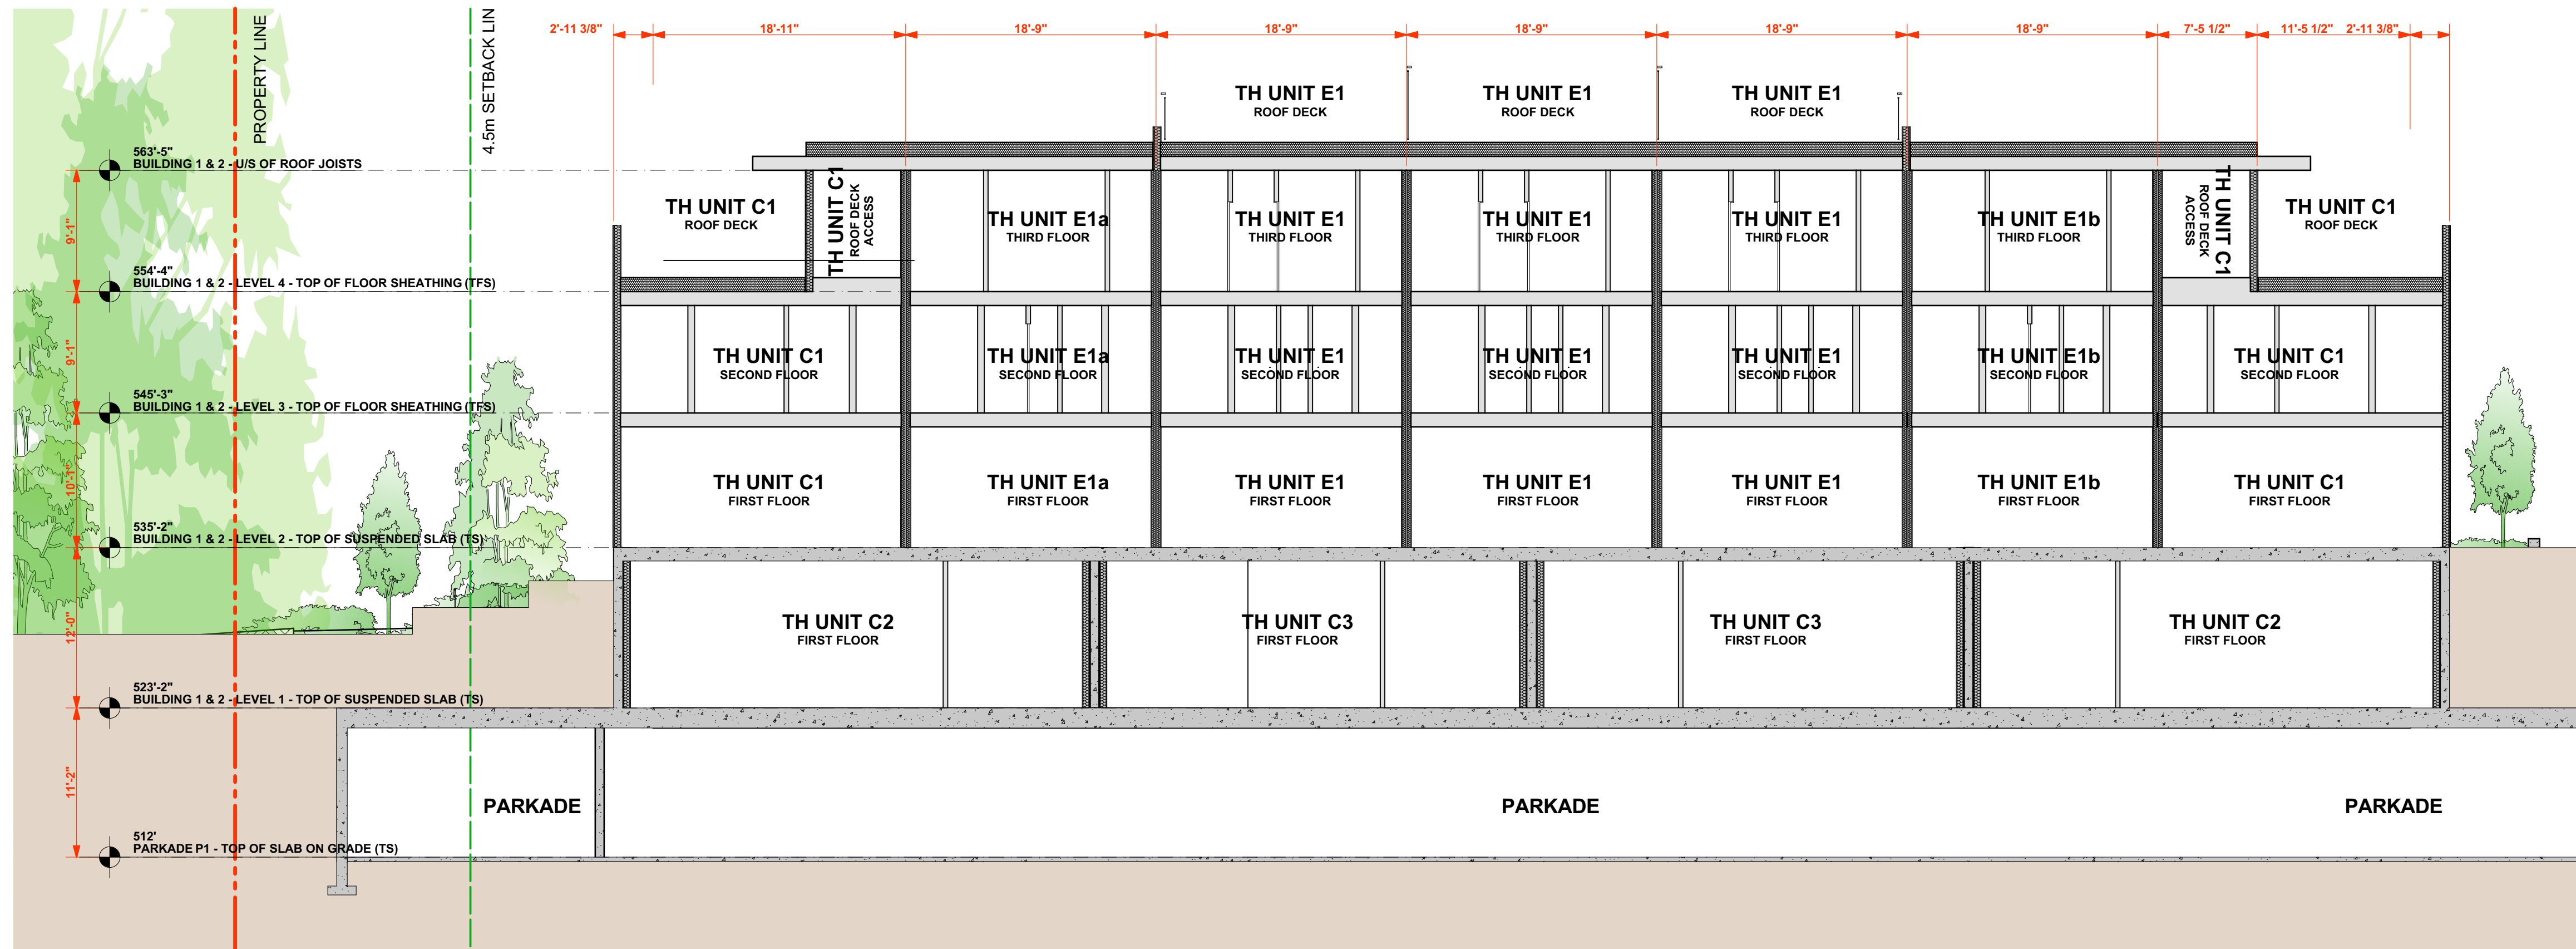 PROPERTY LINE
4.5m SETBACK LIN
2'-11 3/8"
18'-11"
18'-9"
18'-9"
18'-9"
18'-9"
18'-9"
7'-5 1/2"
11'-5 1/2"
2'-11 3/8"
TH UNIT E1
ROOF DECK
TH UNIT E1
ROOF DECK
TH UNIT E1
ROOF DECK
563'-5"
BUILDING 1 & 2 - U/S OF ROOF JOISTS
9'-1"
TH UNIT C1
ROOF DECK
TH UNIT C1
ROOF DECK
ACCESS
TH UNIT E1a
THIRD FLOOR
TH UNIT E1
THIRD FLOOR
TH UNIT E1
THIRD FLOOR
TH UNIT E1
THIRD FLOOR
TH UNIT E1b
THIRD FLOOR
TH UNIT C1
ROOF DECK
ACCESS
TH UNIT C1
ROOF DECK
554'-4"
BUILDING 1 & 2 - LEVEL 4 - TOP OF FLOOR SHEATHING (TFS)
9'-1"
TH UNIT C1
SECOND FLOOR
TH UNIT E1a
SECOND FLOOR
TH UNIT E1
SECOND FLOOR
TH UNIT E1
SECOND FLOOR
TH UNIT E1
SECOND FLOOR
TH UNIT E1b
SECOND FLOOR
TH UNIT C1
SECOND FLOOR
545'-3"
BUILDING 1 & 2 - LEVEL 3 - TOP OF FLOOR SHEATHING (TFS)
10'-1"
TH UNIT C1
FIRST FLOOR
TH UNIT E1a
FIRST FLOOR
TH UNIT E1
FIRST FLOOR
TH UNIT E1
FIRST FLOOR
TH UNIT E1
FIRST FLOOR
TH UNIT E1b
FIRST FLOOR
TH UNIT C1
FIRST FLOOR
535'-2"
BUILDING 1 & 2 - LEVEL 2 - TOP OF SUSPENDED SLAB (TS)
12'-0"
TH UNIT C2
FIRST FLOOR
TH UNIT C3
FIRST FLOOR
TH UNIT C3
FIRST FLOOR
TH UNIT C2
FIRST FLOOR
523'-2"
BUILDING 1 & 2 - LEVEL 1 - TOP OF SUSPENDED SLAB (TS)
11'-2"
PARKADE
PARKADE
PARKADE
512'
PARKADE P1 - TOP OF SLAB ON GRADE (TS)